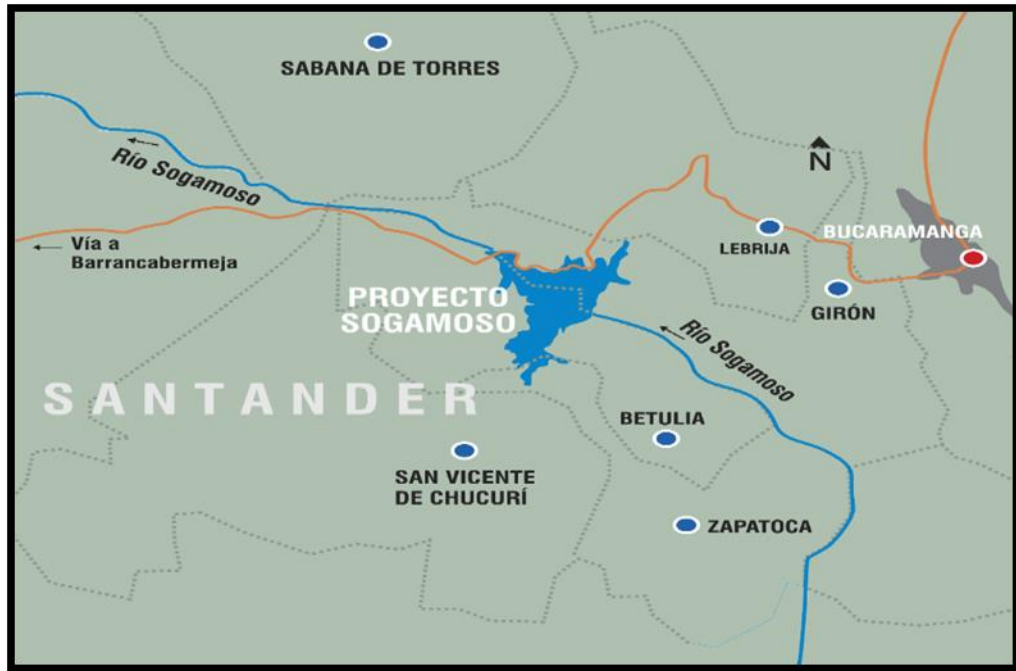 SABANA DE TORRES
Río Sogamoso
N
BUCARAMANGA
LEBRIJA
Vía a
Barrancabermeja
PROYECTO
SOGAMOSO
GIRÓN
Río Sogamoso
SANTANDER
BETULIA
SAN VICENTE
DE CHUCURÍ
ZAPATOCA